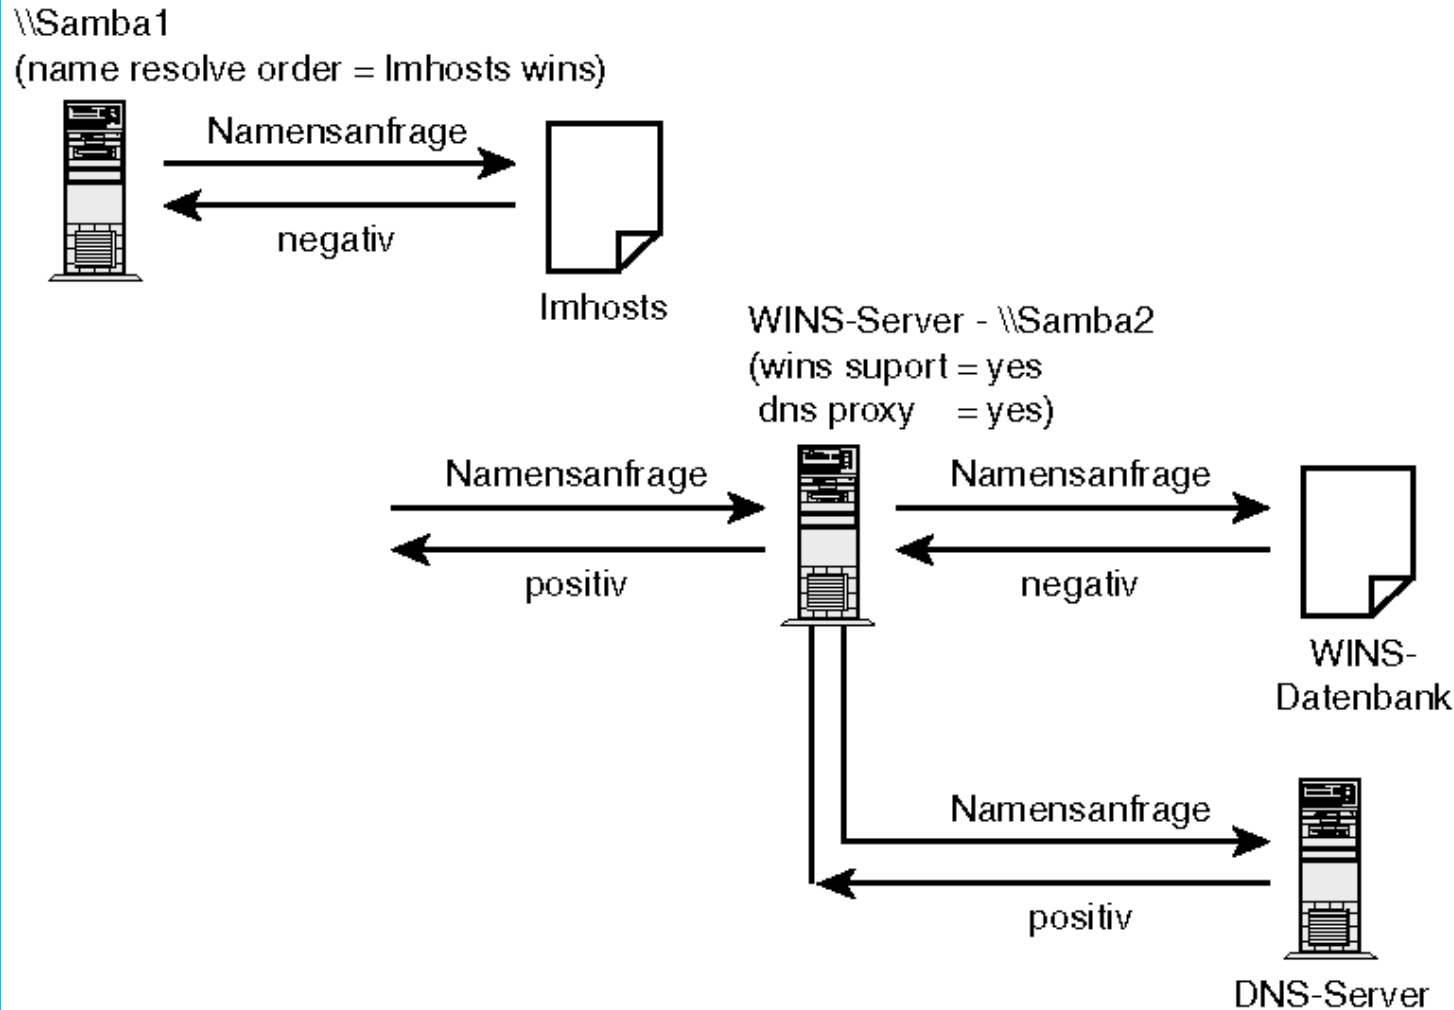 \\Samba1
(name resolve order = lmhosts wins)
Namensanfrage
negativ
lmhosts
WINS-Server - \\Samba2
(wins suport = yes
dns proxy = yes)
Namensanfrage
Namensanfrage
positiv
negativ
WINS-
Datenbank
Namensanfrage
positiv
DNS-Server